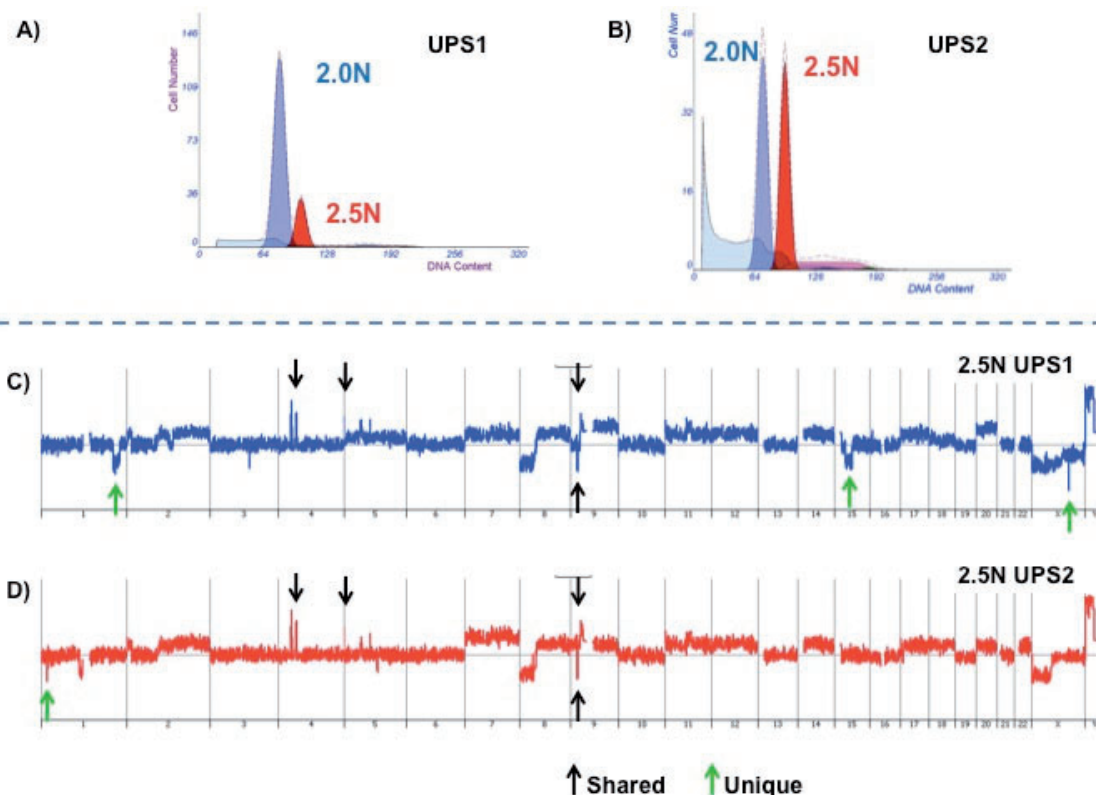 A)
UPS1
Cell Number
146
109
73
36
0
2.0N
2.5N
0 64 128 192 256 320
DNA Content
B)
UPS2
Cell Num
48
32
16
0
2.0N
2.5N
0 64 128 192 256 320
DNA Content
C)
2.5N UPS1
1 2 3 4 5 6 7 8 9 10 11 12 13 14 15 16 17 18 19 20 21 22 X
D)
2.5N UPS2
1 2 3 4 5 6 7 8 9 10 11 12 13 14 15 16 17 18 19 20 21 22 X
Shared Unique